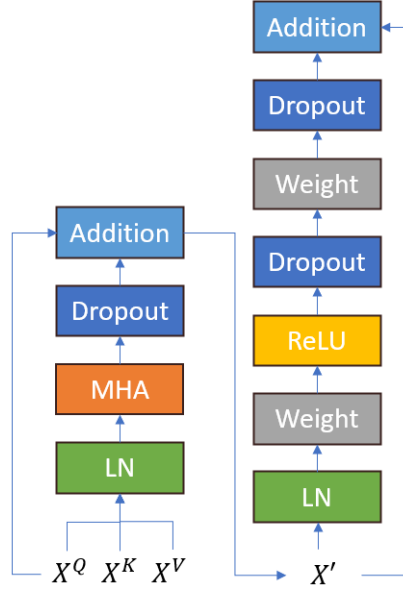 Addition
Dropout
MHA
LN
X^Q X^K X^V
Addition
Dropout
Weight
Dropout
ReLU
Weight
LN
X′